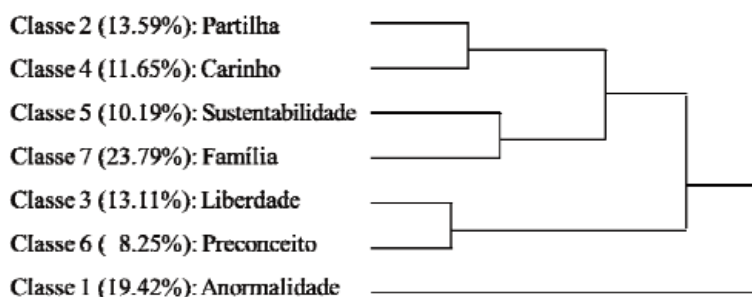 Classe 2 (13.59%): Partilha
Classe 4 (11.65%): Carinho
Classe 5 (10.19%): Sustentabilidade
Classe 7 (23.79%): Família
Classe 3 (13.11%): Liberdade
Classe 6 (  8.25%): Preconceito
Classe 1 (19.42%): Anormalidade